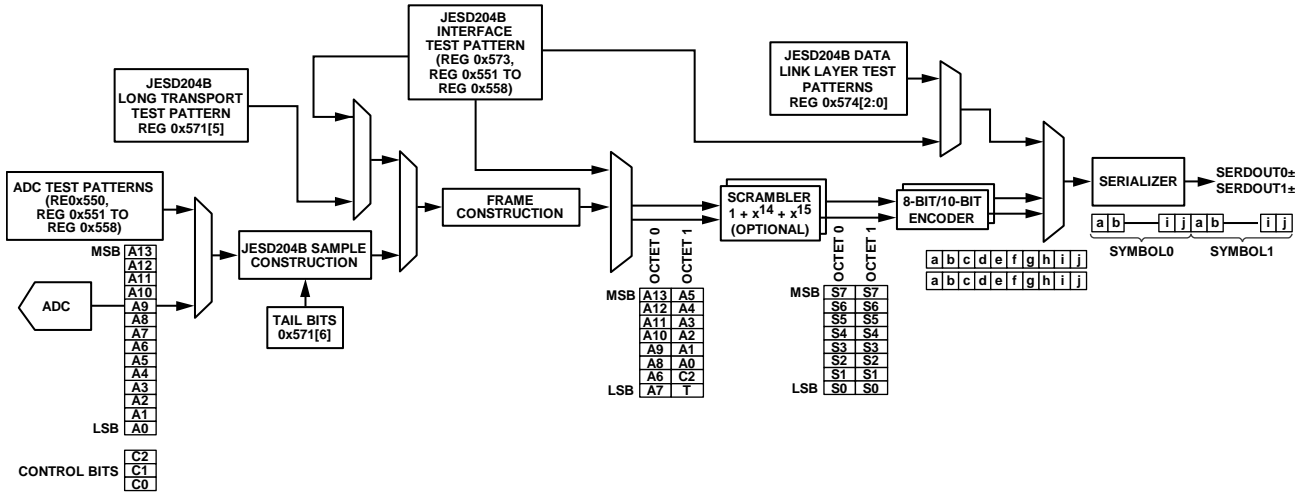 JESD204B
INTERFACE
TEST PATTERN
(REG 0x573,
REG 0x551 TO
REG 0x558)
JESD204B DATA
LINK LAYER TEST
PATTERNS
REG 0x574[2:0]
JESD204B
LONG TRANSPORT
TEST PATTERN
REG 0x571[5]
ADC TEST PATTERNS
(RE0x550,
REG 0x551 TO
REG 0x558)
MSB A13
A12
A11
A10
A9
A8
A7
A6
A5
A4
A3
A2
A1
LSB A0
CONTROL BITS
C2
C1
C0
ADC
JESD204B SAMPLE
CONSTRUCTION
TAIL BITS
0x571[6]
FRAME
CONSTRUCTION
OCTET 0
OCTET 1
MSB A13 A5
A12 A4
A11 A3
A10 A2
A9 A1
A8 A0
A6 C2
LSB A7 T
SCRAMBLER
1 + x14 + x15
(OPTIONAL)
OCTET 0
OCTET 1
MSB S7 S7
S6 S6
S5 S5
S4 S4
S3 S3
S2 S2
S1 S1
LSB S0 S0
8-BIT/10-BIT
ENCODER
a b c d e f g h i j
a b c d e f g h i j
SERIALIZER
SERDOUT0±
SERDOUT1±
a b i j a b i j
SYMBOL0 SYMBOL1